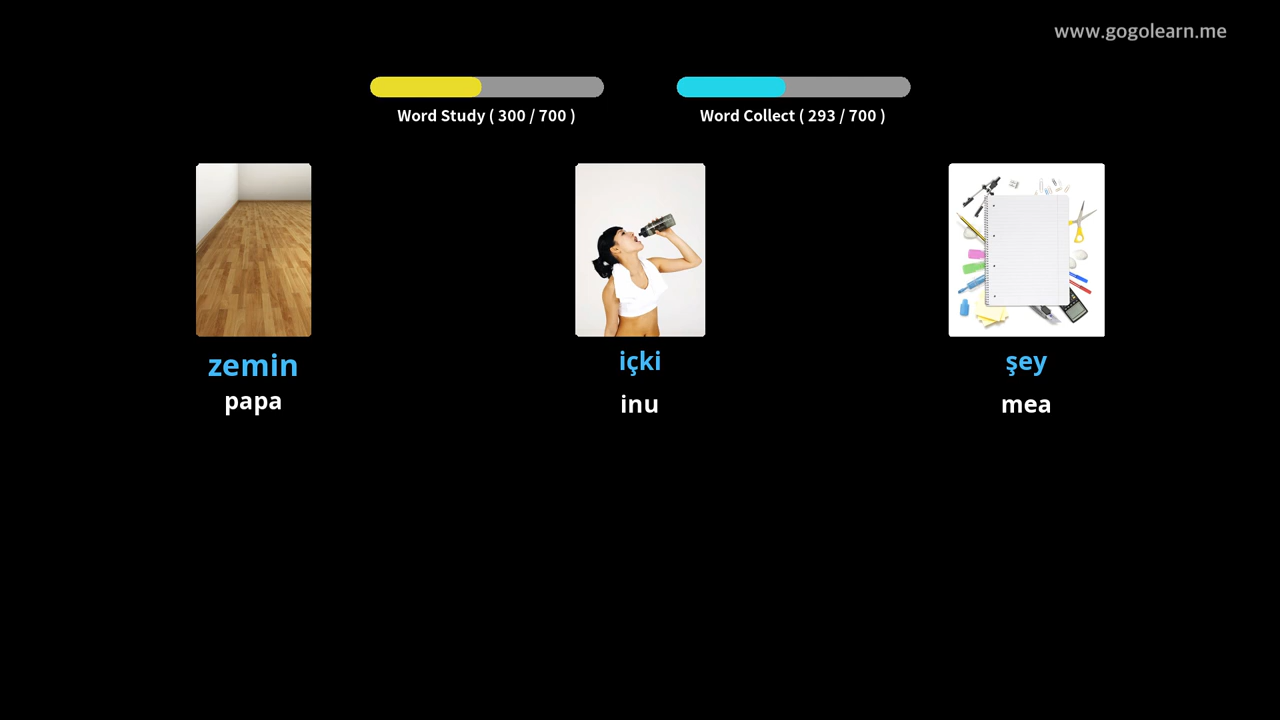 www.gogolearn.me
Word Study ( 300 / 700 )
Word Collect ( 293 / 700 )
zemin
papa
içki
inu
şey
mea